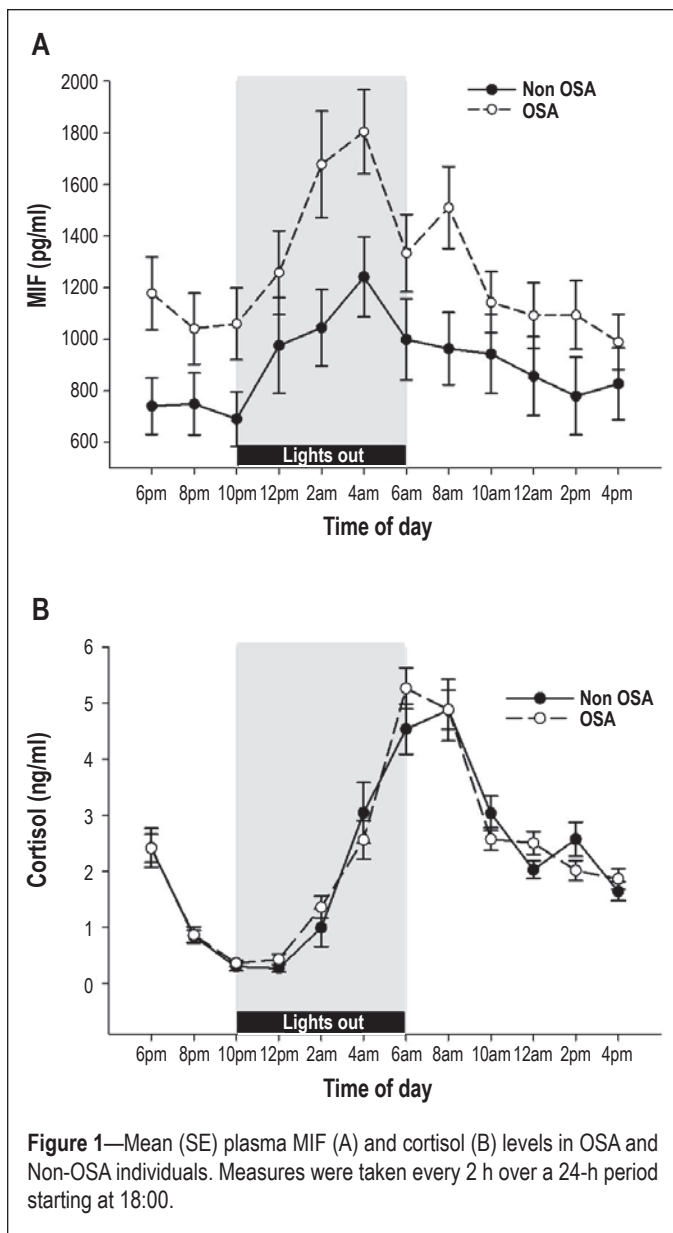 A
2000
1800
1600
1400
1200
1000
800
600
MIF (pg/ml)
Non OSA
OSA
Lights out
6pm 8pm 10pm 12pm 2am 4am 6am 8am 10am 12am 2pm 4pm
Time of day
B
6
5
4
3
2
1
0
Cortisol (ng/ml)
Non OSA
OSA
Lights out
6pm 8pm 10pm 12pm 2am 4am 6am 8am 10am 12am 2pm 4pm
Time of day
Figure 1—Mean (SE) plasma MIF (A) and cortisol (B) levels in OSA and
Non-OSA individuals. Measures were taken every 2 h over a 24-h period
starting at 18:00.